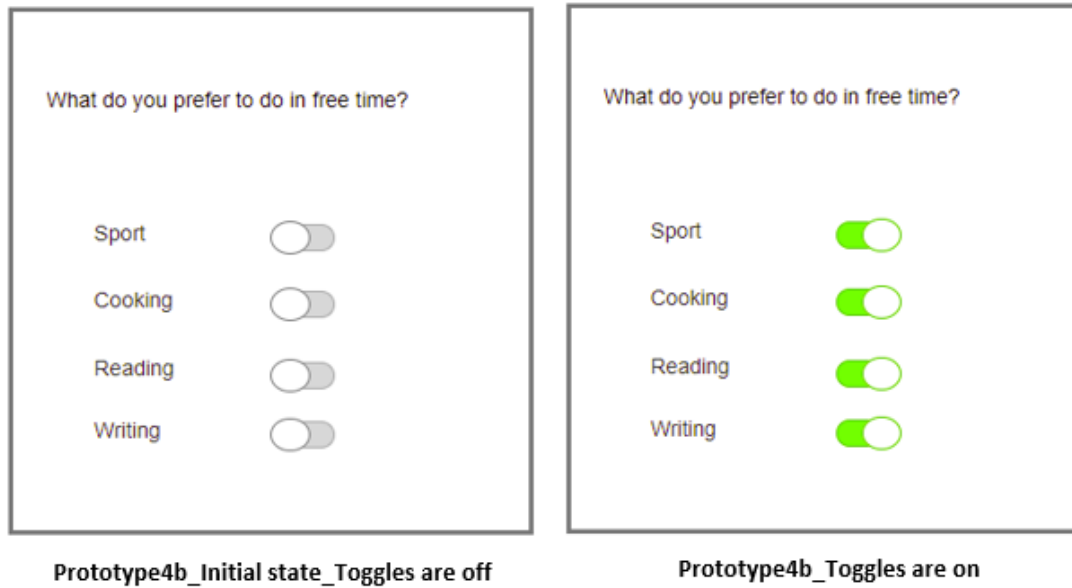 What do you prefer to do in free time?
Sport
Cooking
Reading
Writing
Prototype4b_Initial state_Toggles are off
What do you prefer to do in free time?
Sport
Cooking
Reading
Writing
Prototype4b_Toggles are on